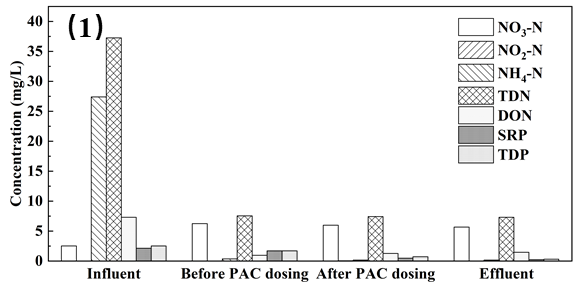 (1)
40
35
30
25
20
15
10
5
0
Concentration (mg/L)
NO₃-N
NO₂-N
NH₄-N
TDN
DON
SRP
TDP
Influent Before PAC dosing After PAC dosing Effluent